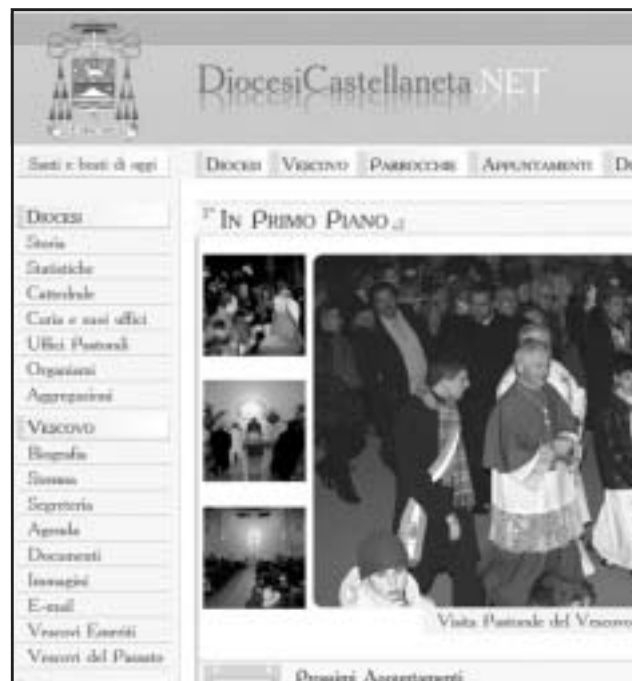 DiocesiCastellaneta.NET
Santi e beati di oggi
Diocesi Vescovo Parrocchie Appuntamenti
In Primo Piano
Diocesi
Storia
Statistiche
Cattedrale
Curia e suoi uffici
Uffici Pastorali
Organismi
Aggregazioni
Vescovo
Biografia
Stemma
Segreteria
Agenda
Documenti
Immagini
E-mail
Vescovi Emeriti
Vescovi del Passato
Visita Pastorale del Vescovo
Prossimi Appuntamenti